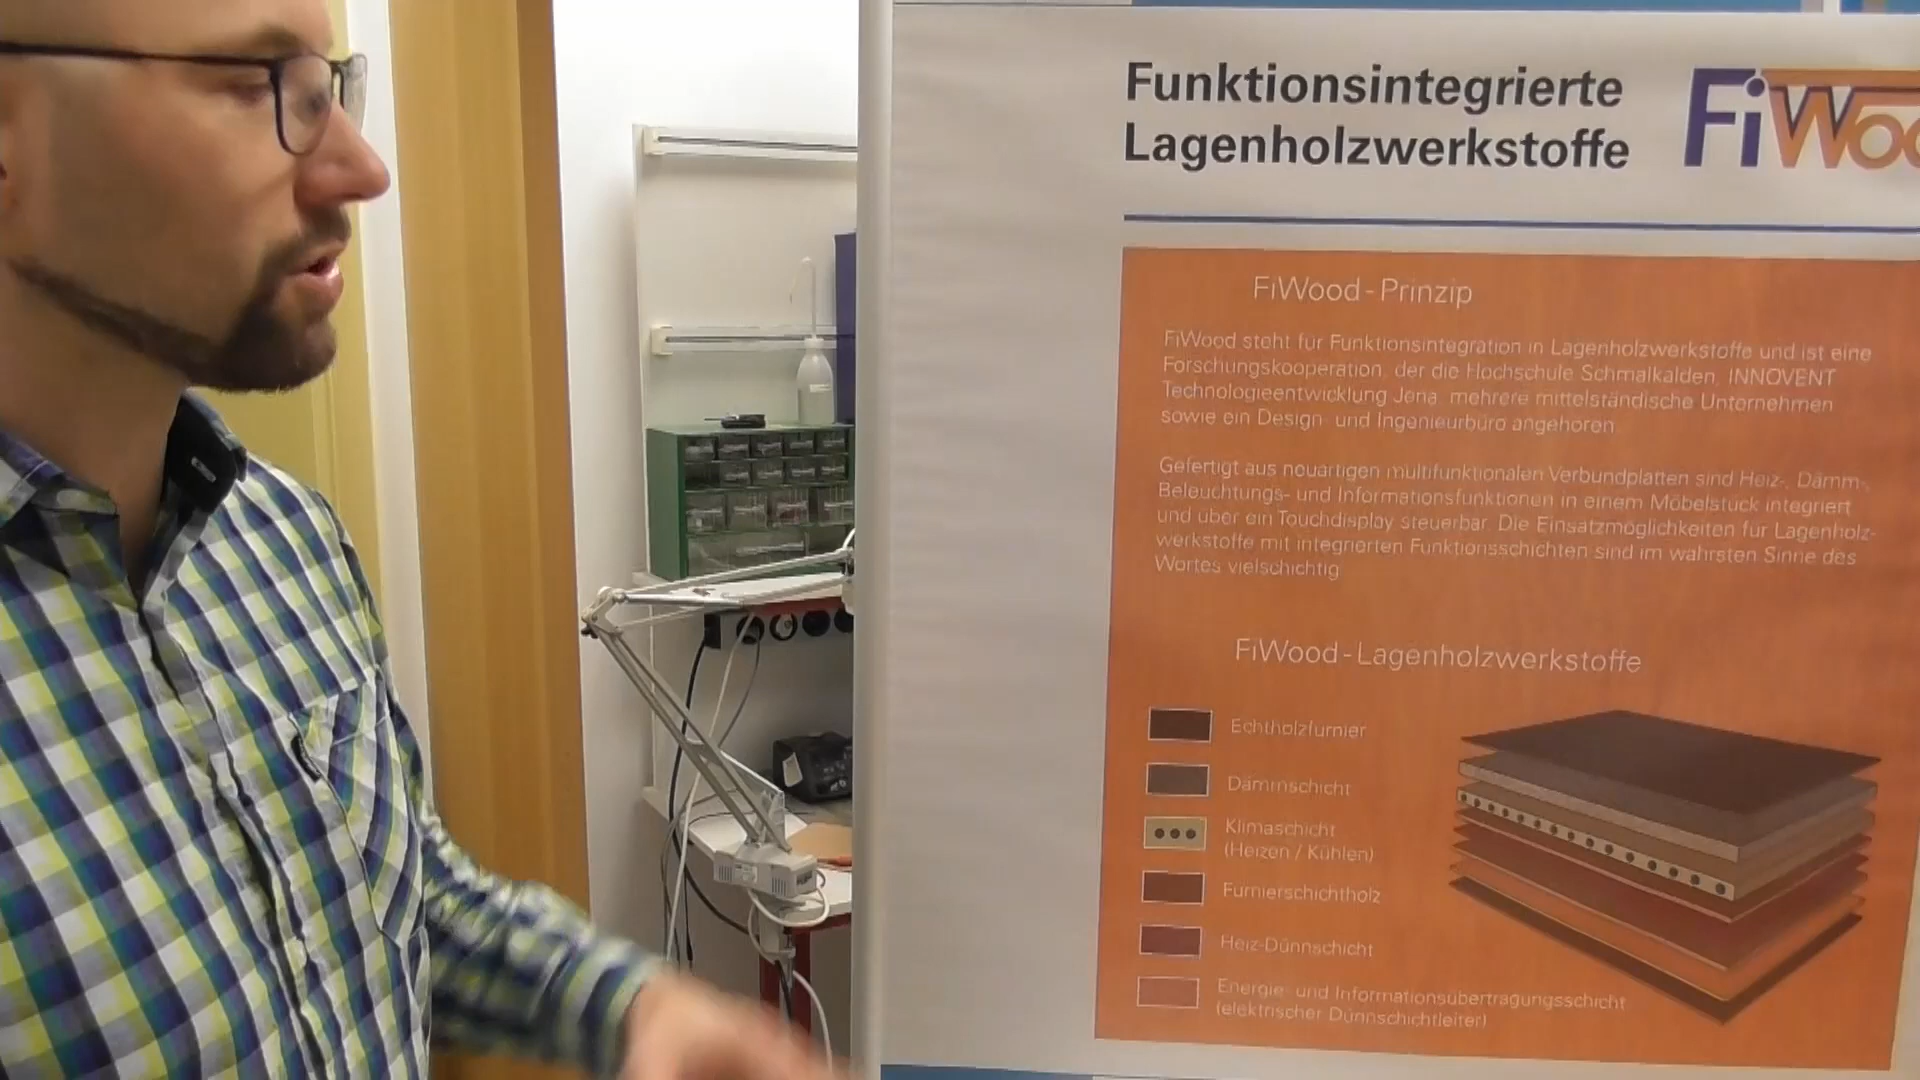 Funktionsintegrierte
Lagenholzwerkstoffe
FiWoo
FiWood - Prinzip
FiWood steht für Funktionsintegration in Lagenholzwerkstoffe und ist eine
Forschungskooperation, der die Hochschule Schmalkalden, INNOVENT
Technologieentwicklung Jena, mehrere mittelständische Unternehmen
sowie ein Design- und Ingenieurbüro angehören.
Gefertigt aus neuartigen multifunktionalen Verbundplatten sind Heiz-, Dämm-,
Beleuchtungs- und Informationsfunktionen in einem Möbelstück integriert
und über ein Touchdisplay steuerbar. Die Einsatzmöglichkeiten für Lagenholz-
werkstoffe mit integrierten Funktionsschichten sind im wahrsten Sinne des
Wortes vielschichtig.
FiWood - Lagenholzwerkstoffe
Echtholzfurnier
Dämmschicht
Klimaschicht
(Heizen / Kühlen)
Furnierschichtholz
Heiz-Dünnschicht
Energie- und Informationsübertragungsschicht
(elektrischer Dünnschichtleiter)